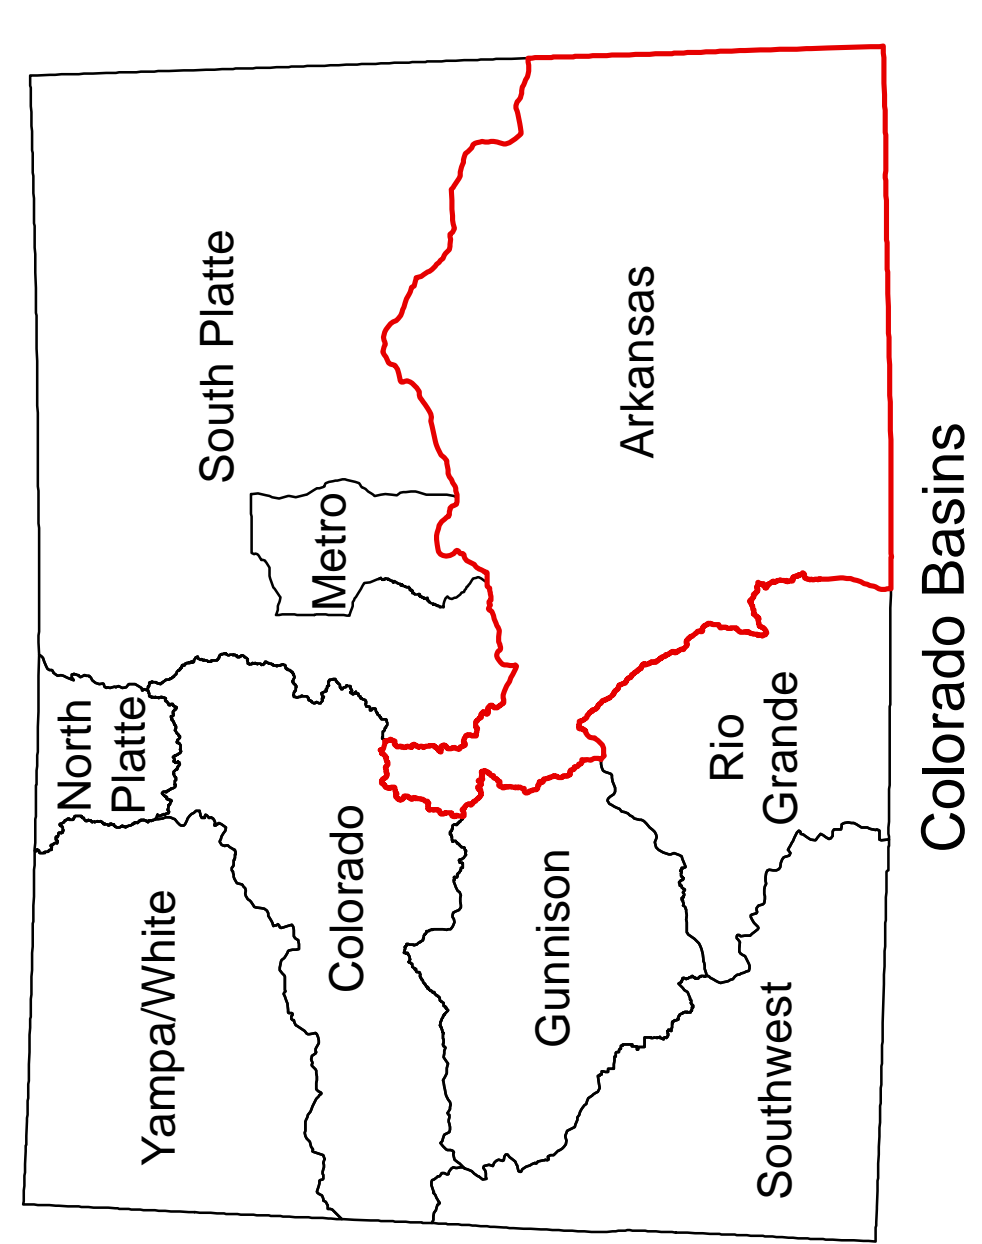 North
Platte
Yampa/White
South Platte
Metro
Colorado
Gunnison
Arkansas
Rio
Grande
Southwest
Colorado Basins